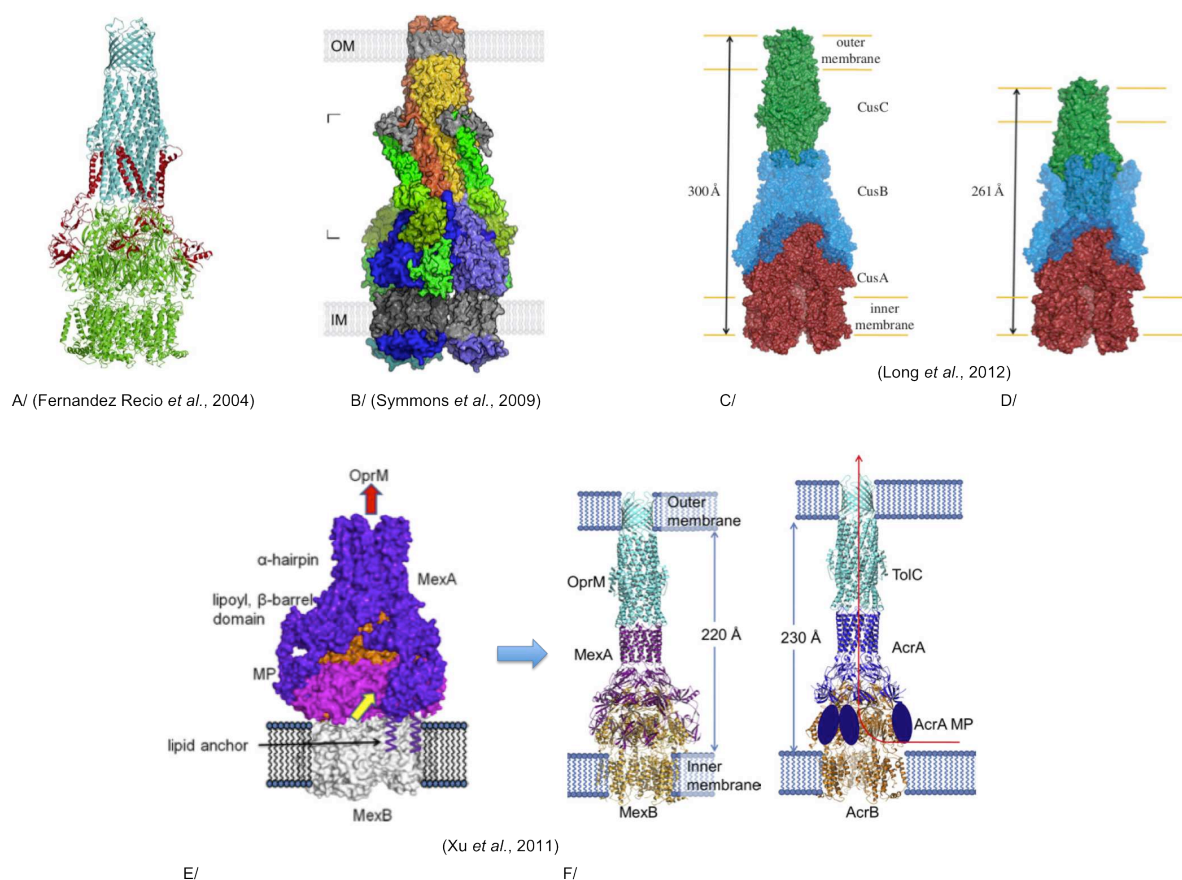 OM
IM
A/ (Fernandez Recio et al., 2004)
B/ (Symmons et al., 2009)
300 Å
outer
membrane
CusC
CusB
CusA
inner
membrane
261 Å
(Long et al., 2012)
C/
D/
OprM
α-hairpin
MexA
lipoyl, β-barrel
domain
MP
lipid anchor
MexB
Outer
membrane
OprM
220 Å
MexA
Inner
membrane
MexB
TolC
230 Å
AcrA
AcrA MP
AcrB
(Xu et al., 2011)
E/
F/